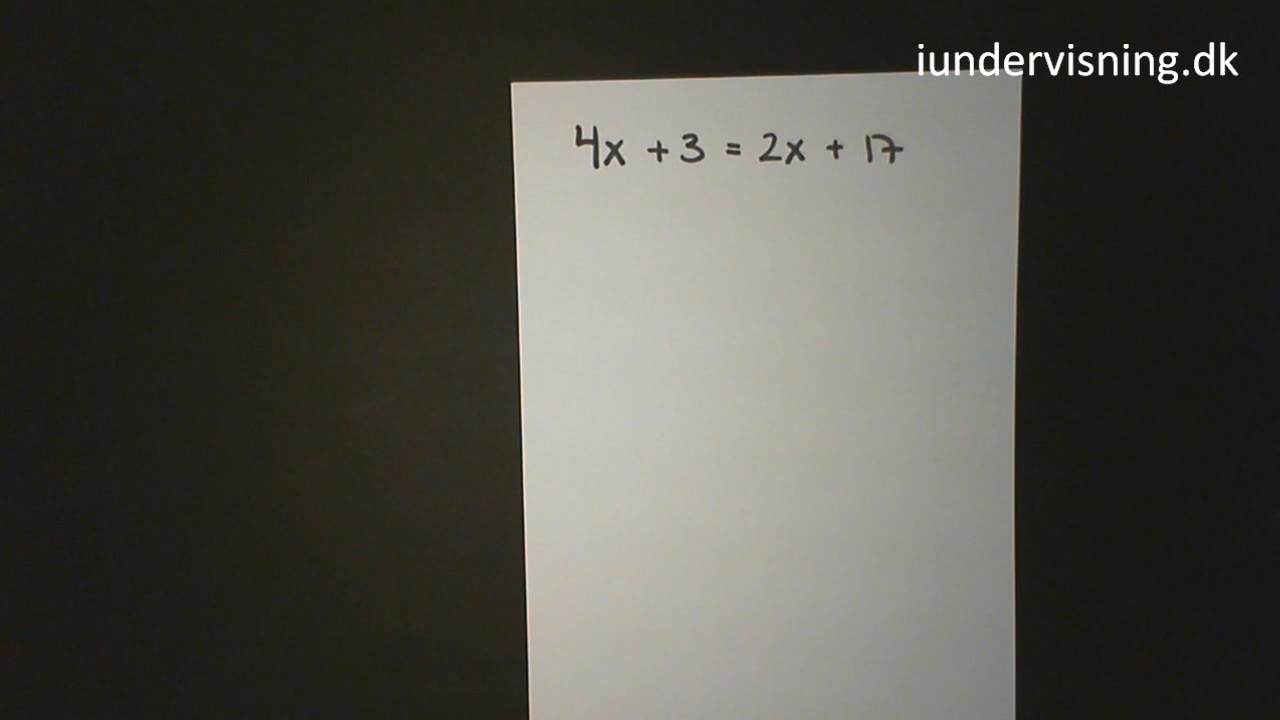 iundervisning.dk
4x + 3 = 2x + 17